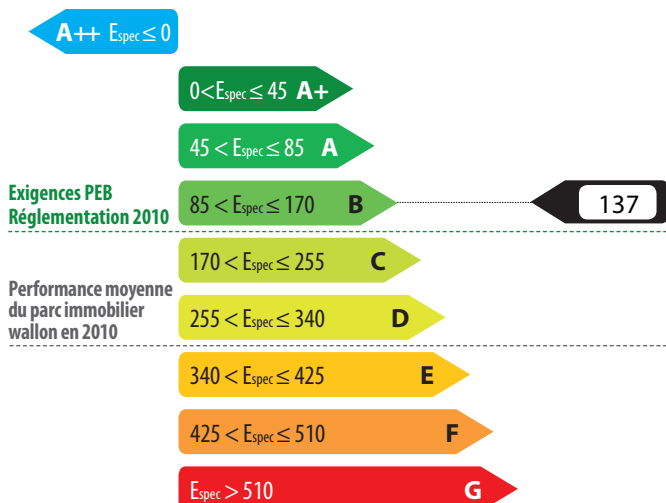 A++ Espec ≤ 0
0<Espec ≤ 45 A+
45 < Espec ≤ 85 A
Exigences PEB
Réglementation 2010
85 < Espec ≤ 170 B
137
170 < Espec ≤ 255 C
Performance moyenne
du parc immobilier
wallon en 2010
255 < Espec ≤ 340 D
340 < Espec ≤ 425 E
425 < Espec ≤ 510 F
Espec > 510 G